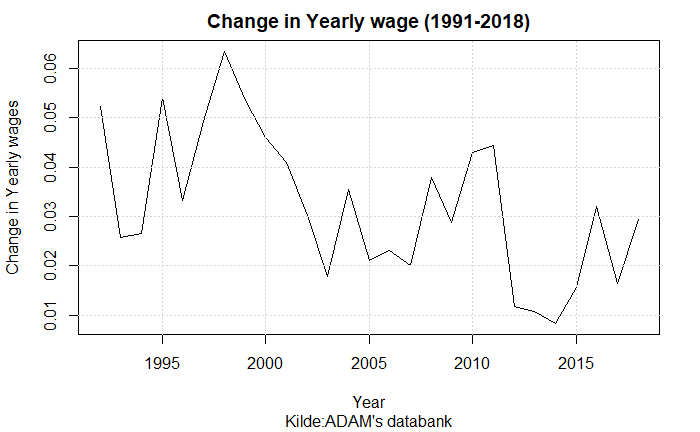 Change in Yearly wage (1991-2018)
Change in Yearly wages
0.06
0.05
0.04
0.03
0.02
0.01
1995 2000 2005 2010 2015
Year
Kilde:ADAM's databank